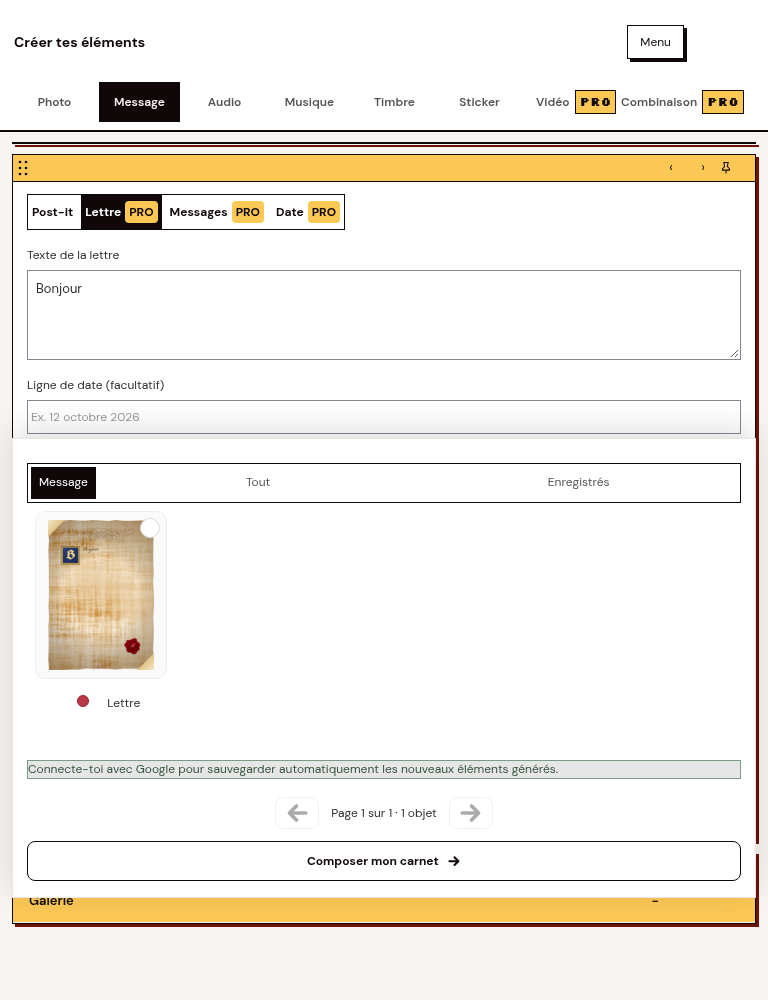 Créer tes éléments
Menu
Photo Message Audio Musique Timbre Sticker Vidéo PRO Combinaison PRO
Post-it Lettre PRO Messages PRO Date PRO
Texte de la lettre
Bonjour
Ligne de date (facultatif)
Ex. 12 octobre 2026
Message Tout Enregistrés
B
Lettre
Connecte-toi avec Google pour sauvegarder automatiquement les nouveaux éléments générés.
Page 1 sur 1 · 1 objet
Composer mon carnet →
Galerie –